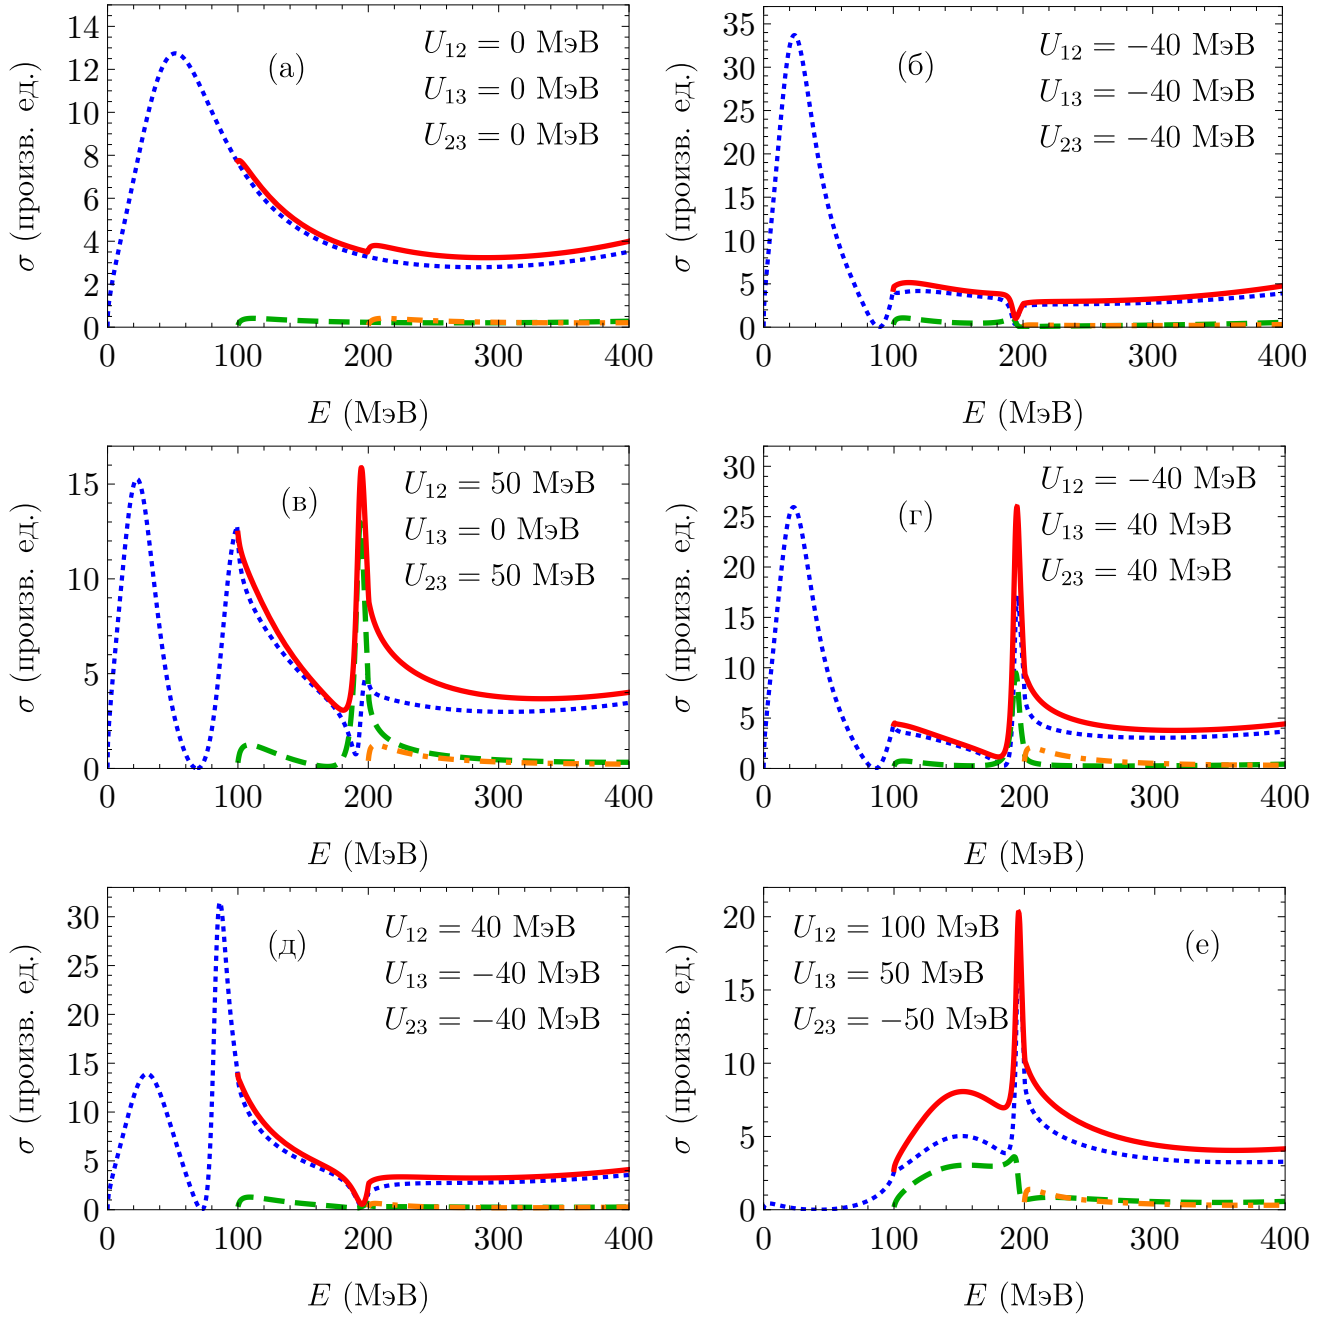 (а)
U12 = 0 МэВ
U13 = 0 МэВ
U23 = 0 МэВ
σ (произв. ед.)
14
12
10
8
6
4
2
0
0 100 200 300 400
E (МэВ)
(б)
U12 = −40 МэВ
U13 = −40 МэВ
U23 = −40 МэВ
σ (произв. ед.)
35
30
25
20
15
10
5
0
0 100 200 300 400
E (МэВ)
(в)
U12 = 50 МэВ
U13 = 0 МэВ
U23 = 50 МэВ
σ (произв. ед.)
15
10
5
0
0 100 200 300 400
E (МэВ)
(г)
U12 = −40 МэВ
U13 = 40 МэВ
U23 = 40 МэВ
σ (произв. ед.)
30
25
20
15
10
5
0
0 100 200 300 400
E (МэВ)
(д)
U12 = 40 МэВ
U13 = −40 МэВ
U23 = −40 МэВ
σ (произв. ед.)
30
25
20
15
10
5
0
0 100 200 300 400
E (МэВ)
U12 = 100 МэВ
U13 = 50 МэВ
U23 = −50 МэВ
(е)
σ (произв. ед.)
20
15
10
5
0
0 100 200 300 400
E (МэВ)